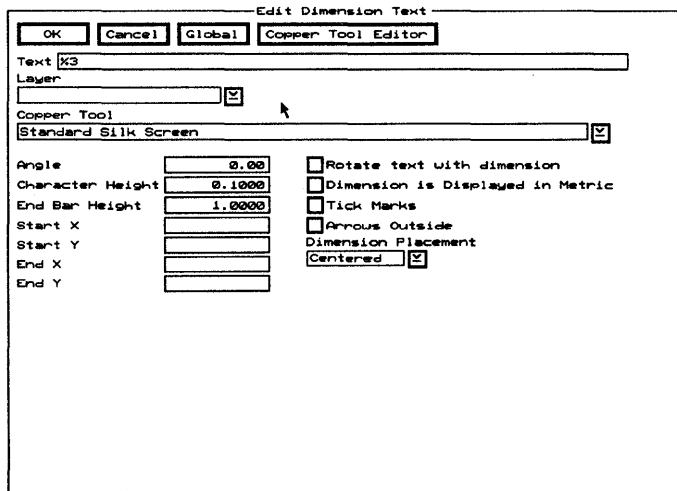 Edit Dimension Text
OK Cancel Global Copper Tool Editor
Text %3
Layer
Copper Tool
Standard Silk Screen
Angle 0.00 Rotate text with dimension
Character Height 0.1000 Dimension is Displayed in Metric
End Bar Height 1.0000 Tick Marks
Start X Arrows Outside
Start Y Dimension Placement
End X Centered
End Y